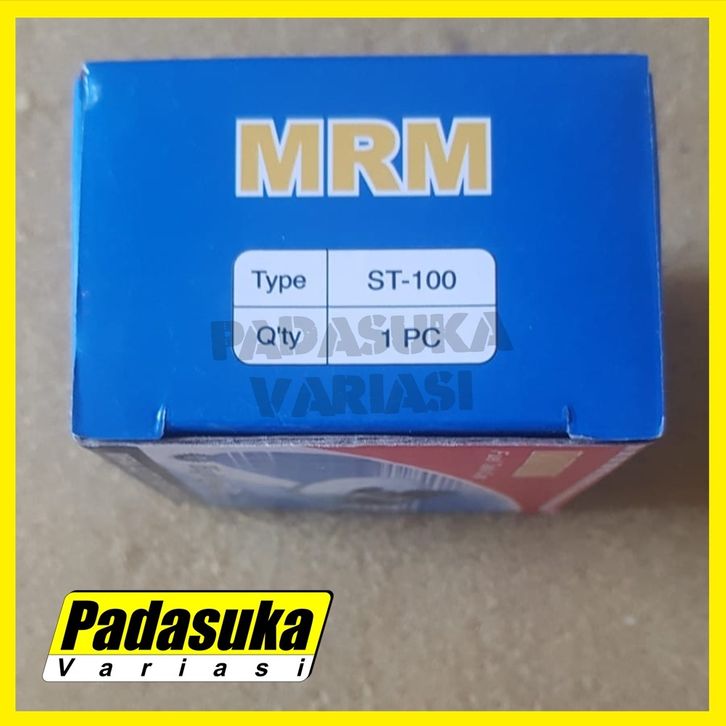 MRM
Type ST-100
Q'ty 1 PC
PADASUKA
VARIASI
Padasuka
Variasi